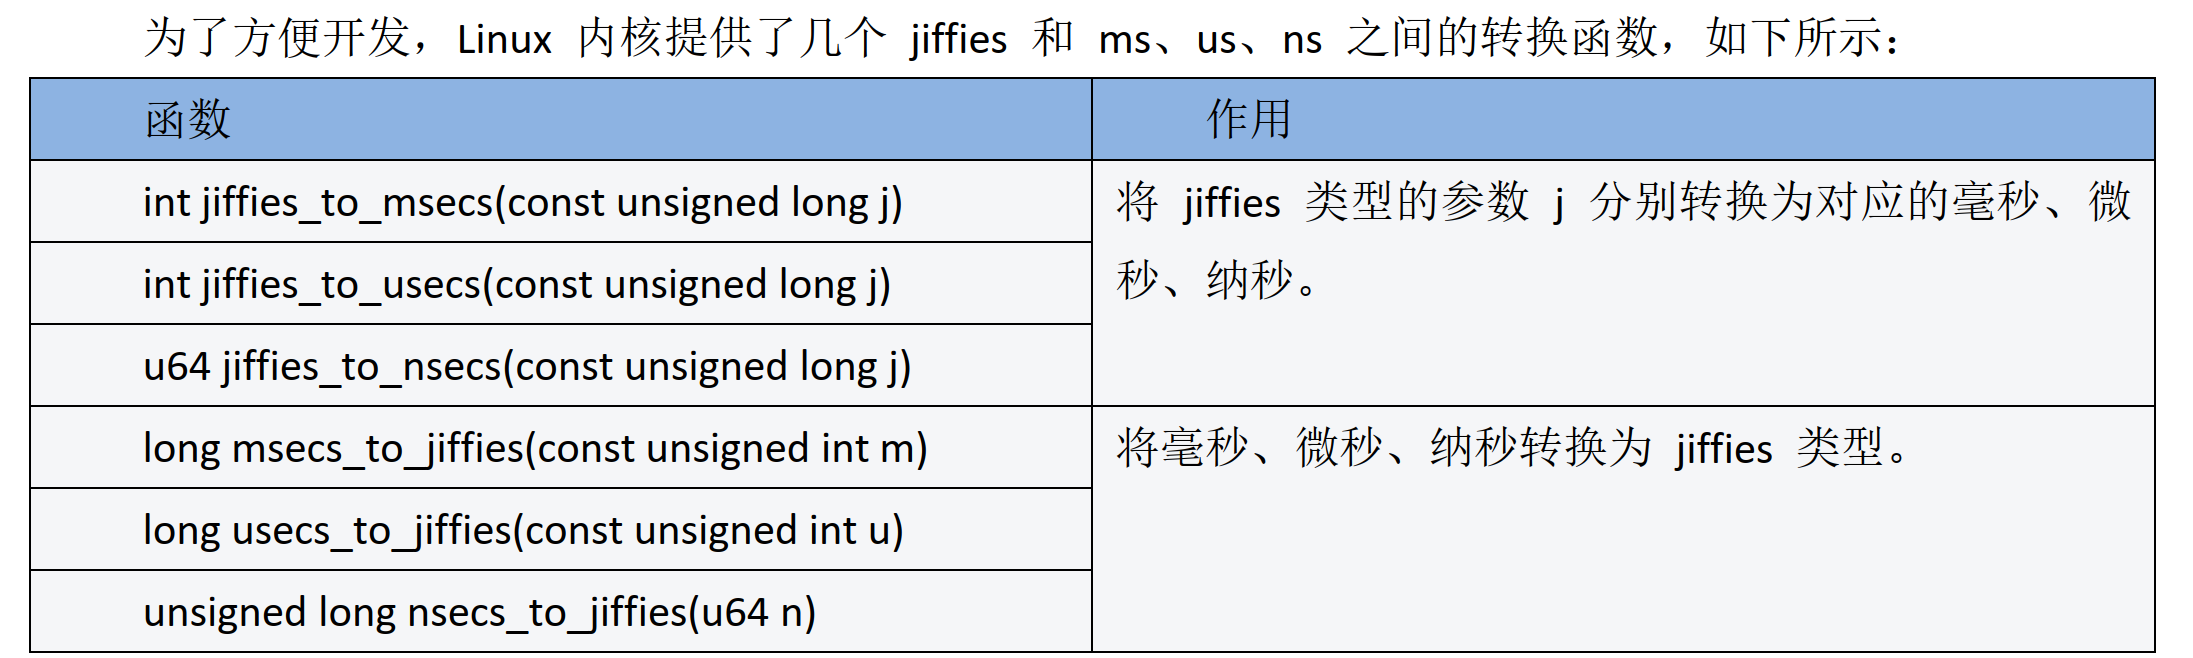 为了方便开发，Linux 内核提供了几个 jiffies 和 ms、us、ns 之间的转换函数，如下所示：
函数
作用
int jiffies_to_msecs(const unsigned long j)
int jiffies_to_usecs(const unsigned long j)
u64 jiffies_to_nsecs(const unsigned long j)
将 jiffies 类型的参数 j 分别转换为对应的毫秒、微
秒、纳秒。
long msecs_to_jiffies(const unsigned int m)
long usecs_to_jiffies(const unsigned int u)
unsigned long nsecs_to_jiffies(u64 n)
将毫秒、微秒、纳秒转换为 jiffies 类型。